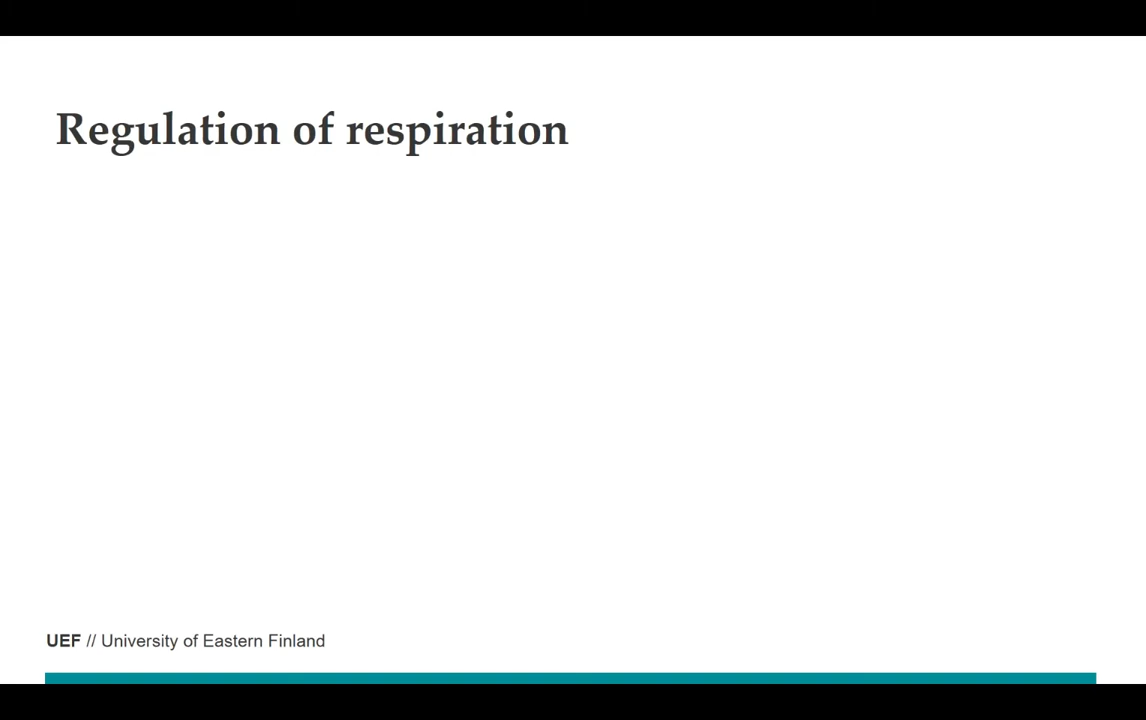 Regulation of respiration
UEF // University of Eastern Finland